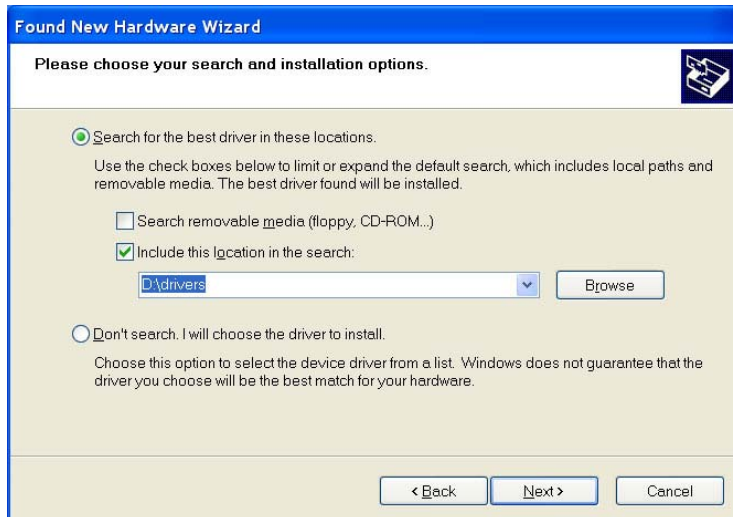 Found New Hardware Wizard
Please choose your search and installation options.
Search for the best driver in these locations.
Use the check boxes below to limit or expand the default search, which includes local paths and
removable media. The best driver found will be installed.
Search removable media (floppy, CD-ROM...)
Include this location in the search:
D:\drivers
Browse
Don't search. I will choose the driver to install.
Choose this option to select the device driver from a list. Windows does not guarantee that the
driver you choose will be the best match for your hardware.
< Back Next > Cancel